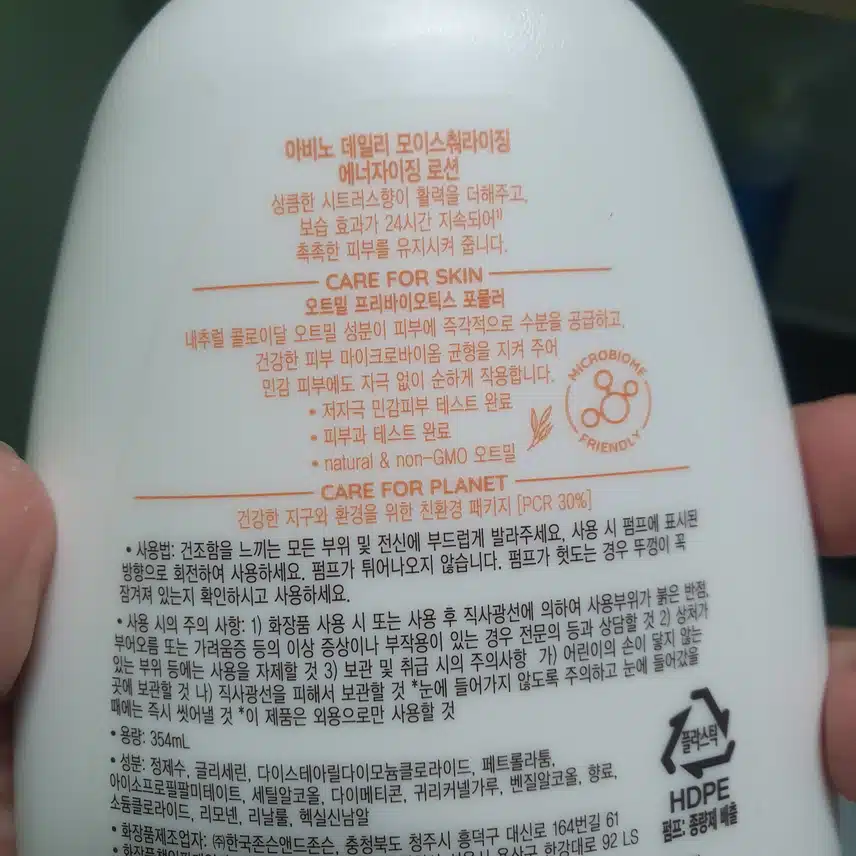 아비노 데일리 모이스춰라이징
에너자이징 로션
싱큼한 시트러스향이 활력을 더해주고,
보습 효과가 24시간 지속되어¹⁾
촉촉한 피부를 유지시켜 줍니다.
CARE FOR SKIN
오트밀 프리바이오틱스 포뮬러
내추럴 콜로이달 오트밀 성분이 피부에 즉각적으로 수분을 공급하고,
건강한 피부 마이크로바이옴 균형을 지켜 주어
민감 피부에도 자극 없이 순하게 작용합니다.
• 저자극 민감피부 테스트 완료
• 피부과 테스트 완료
• natural & non-GMO 오트밀
MICROBIOME
FRIENDLY
CARE FOR PLANET
건강한 지구와 환경을 위한 친환경 패키지 [PCR 30%]
• 사용법: 건조함을 느끼는 모든 부위 및 전신에 부드럽게 발라주세요. 사용 시 펌프에 표시된
방향으로 회전하여 사용하세요. 펌프가 튀어나오지 않습니다. 펌프가 헛도는 경우 뚜껑이 꼭
잠겨져 있는지 확인하시고 사용하세요.
• 사용 시의 주의 사항: 1) 화장품 사용 시 또는 사용 후 직사광선에 의하여 사용부위가 붉은 반점,
부어오름 또는 가려움증 등의 이상 증상이나 부작용이 있는 경우 전문의 등과 상담할 것 2) 상처가
있는 부위 등에는 사용을 자제할 것 3) 보관 및 취급 시의 주의사항 가) 어린이의 손이 닿지 않는
곳에 보관할 것 나) 직사광선을 피해서 보관할 것 *눈에 들어가지 않도록 주의하고 눈에 들어갔을
때에는 즉시 씻어낼 것 *이 제품은 외용으로만 사용할 것
• 용량: 354mL
• 성분: 정제수, 글리세린, 다이스테아릴다이모늄클로라이드, 페트롤라툼,
아이소프로필팔미테이트, 세틸알코올, 다이메티콘, 귀리커넬가루, 벤질알코올, 향료,
소듐클로라이드, 리모넨, 리날룰, 헥실신남알
플라스틱
HDPE
펌프: 종량제 배출
• 화장품제조업자: ㈜한국존슨앤드존슨, 충청북도 청주시 흥덕구 대신로 164번길 61
용산구 한강대로 92 LS